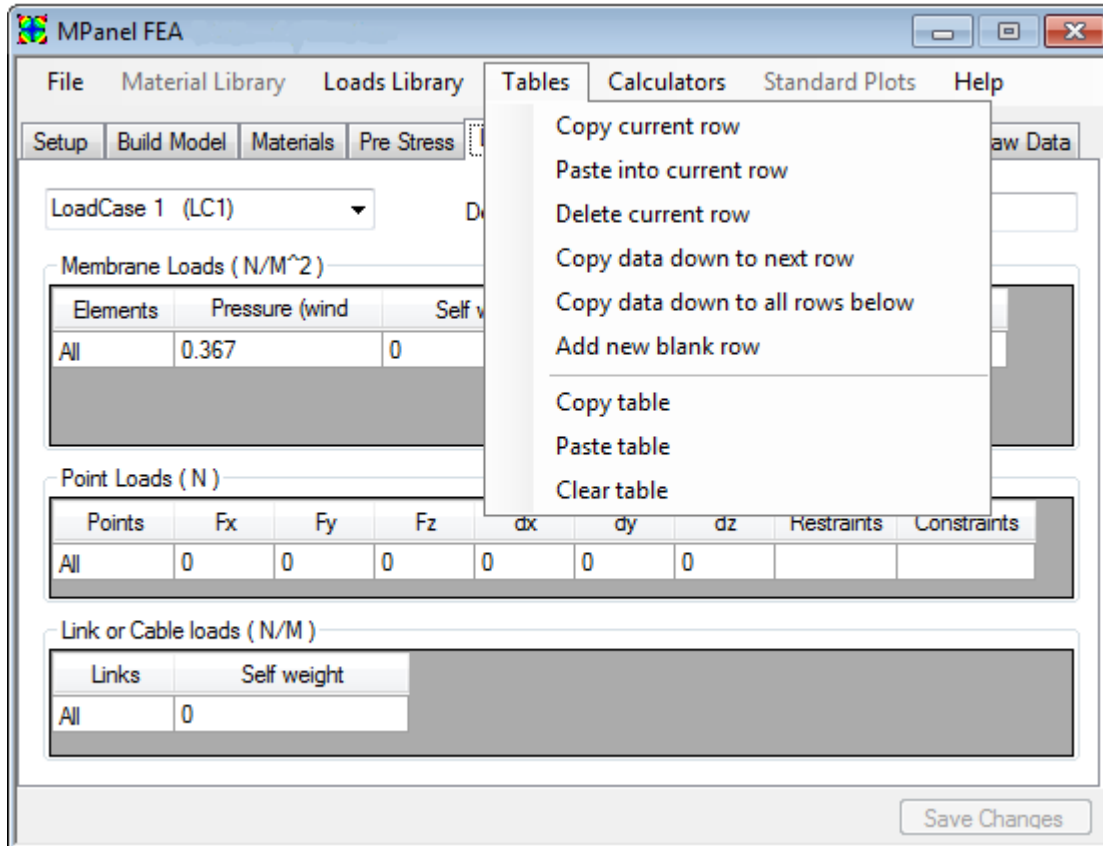 MPanel FEA
File Material Library Loads Library Tables Calculators Standard Plots Help
Setup Build Model Materials Pre Stress aw Data
Copy current row
Paste into current row
Delete current row
Copy data down to next row
Copy data down to all rows below
Add new blank row
Copy table
Paste table
Clear table
LoadCase 1 (LC1) De
Membrane Loads ( N/M^2 )
Elements Pressure (wind Self w
All 0.367 0
Point Loads ( N )
Points Fx Fy Fz dx dy dz Restraints Constraints
All 0 0 0 0 0 0
Link or Cable loads ( N/M )
Links Self weight
All 0
Save Changes